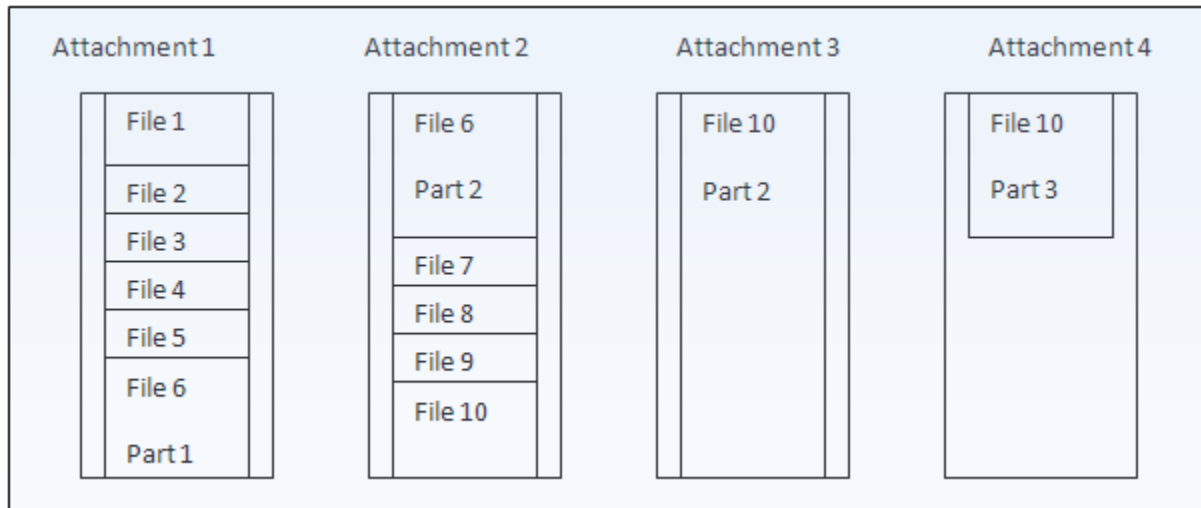 Attachment 1
File 1
File 2
File 3
File 4
File 5
File 6
Part 1
Attachment 2
File 6
Part 2
File 7
File 8
File 9
File 10
Attachment 3
File 10
Part 2
Attachment 4
File 10
Part 3